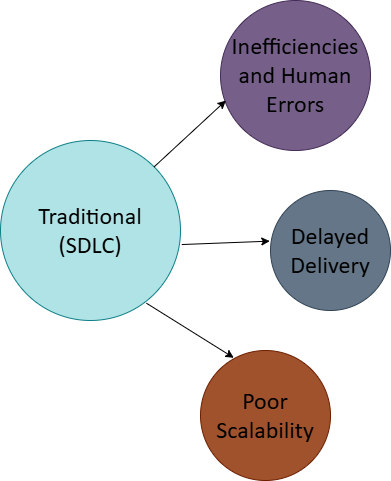 Inefficiencies
and Human
Errors
Traditional
(SDLC)
Delayed
Delivery
Poor
Scalability